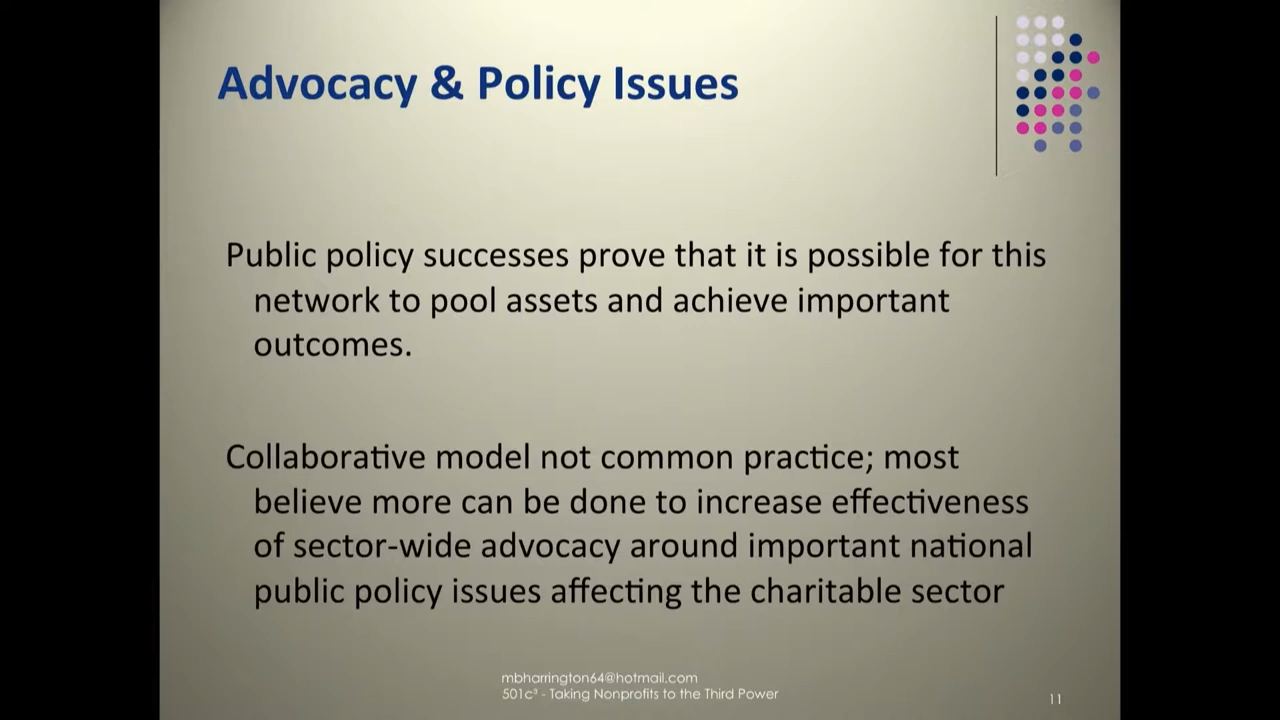 Advocacy & Policy Issues
Public policy successes prove that it is possible for this
network to pool assets and achieve important
outcomes.
Collaborative model not common practice; most
believe more can be done to increase effectiveness
of sector-wide advocacy around important national
public policy issues affecting the charitable sector
mbharrington64@hotmail.com
501c³ - Taking Nonprofits to the Third Power
11